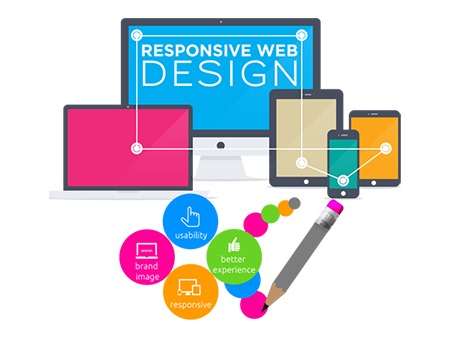 RESPONSIVE WEB
DESIGN
usability
brand
image
better
experience
responsive